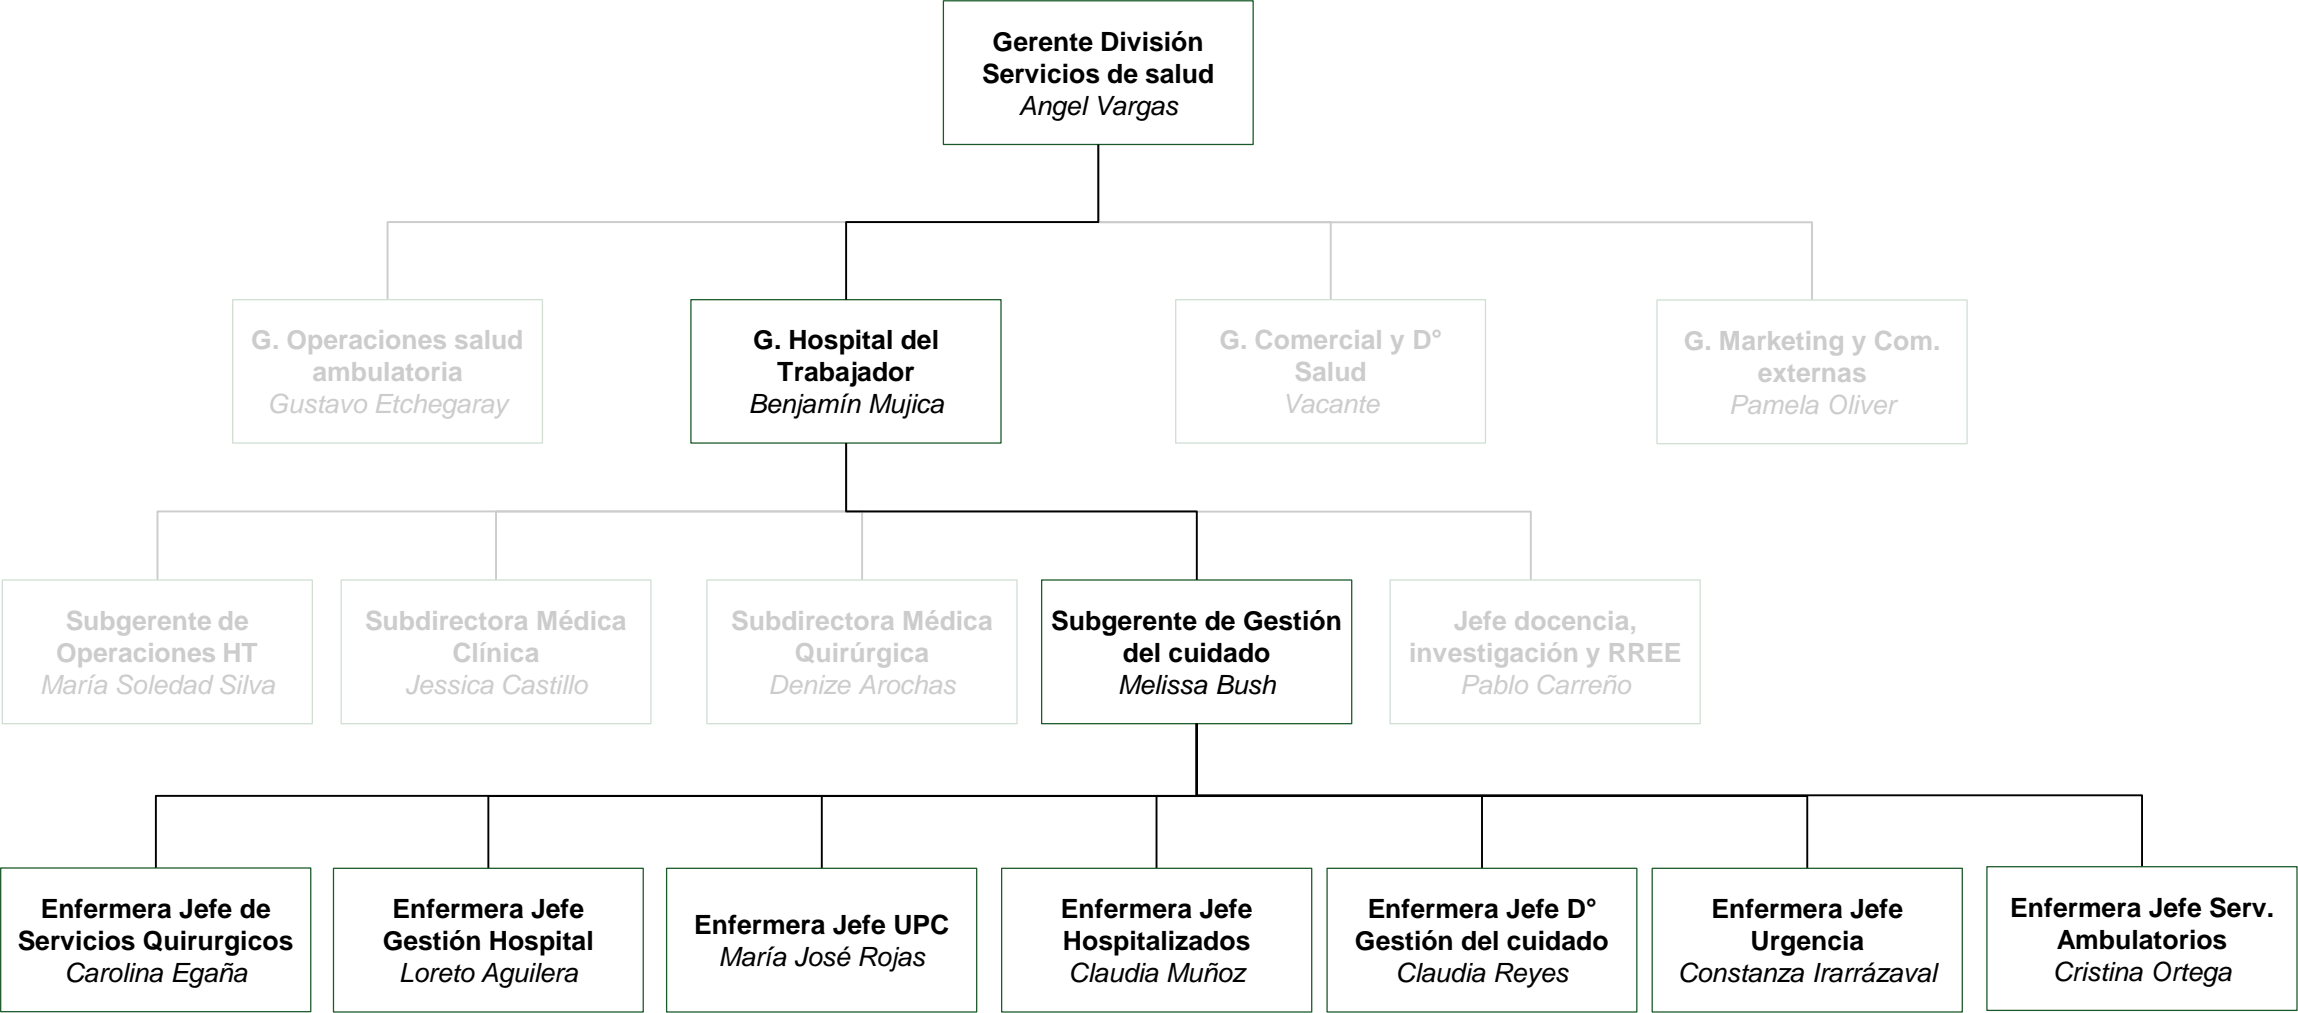 Gerente División
Servicios de salud
Angel Vargas
G. Operaciones salud
ambulatoria
Gustavo Etchegaray
G. Hospital del
Trabajador
Benjamín Mujica
G. Comercial y D°
Salud
Vacante
G. Marketing y Com.
externas
Pamela Oliver
Subgerente de
Operaciones HT
María Soledad Silva
Subdirectora Médica
Clínica
Jessica Castillo
Subdirectora Médica
Quirúrgica
Denize Arochas
Subgerente de Gestión
del cuidado
Melissa Bush
Jefe docencia,
investigación y RREE
Pablo Carreño
Enfermera Jefe de
Servicios Quirurgicos
Carolina Egaña
Enfermera Jefe
Gestión Hospital
Loreto Aguilera
Enfermera Jefe UPC
María José Rojas
Enfermera Jefe
Hospitalizados
Claudia Muñoz
Enfermera Jefe D°
Gestión del cuidado
Claudia Reyes
Enfermera Jefe
Urgencia
Constanza Irarrázaval
Enfermera Jefe Serv.
Ambulatorios
Cristina Ortega